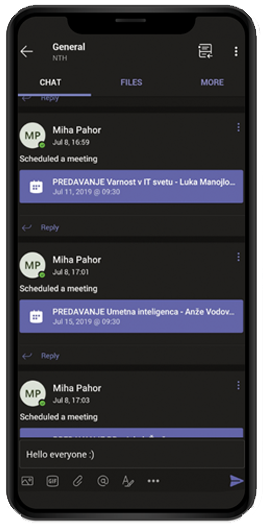 General
NTH
CHAT FILES MORE
Reply
MP Miha Pahor
Jul 8, 16:59
Scheduled a meeting
PREDAVANJE Varnost v IT svetu - Luka Manojlo...
Jul 11, 2019 @ 09:30
Reply
MP Miha Pahor
Jul 8, 17:01
Scheduled a meeting
PREDAVANJE Umetna inteligenca - Anže Vodov...
Jul 15, 2019 @ 09:30
Reply
MP Miha Pahor
Jul 8, 17:03
Scheduled a meeting
Hello everyone :)
GIF